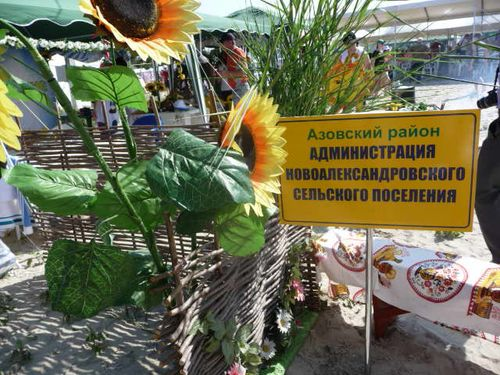 Азовский район
АДМИНИСТРАЦИЯ
НОВОАЛЕКСАНДРОВСКОГО
СЕЛЬСКОГО ПОСЕЛЕНИЯ